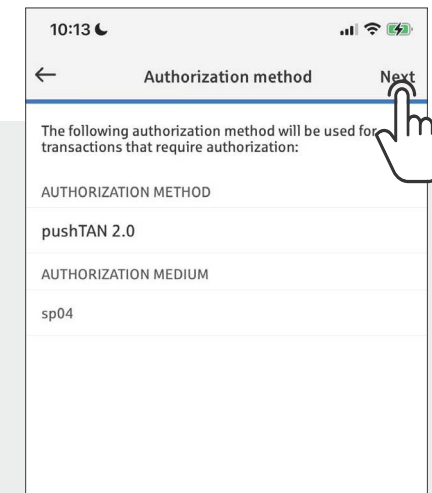 10:13
Authorization method
Next
The following authorization method will be used for
transactions that require authorization:
AUTHORIZATION METHOD
pushTAN 2.0
AUTHORIZATION MEDIUM
sp04